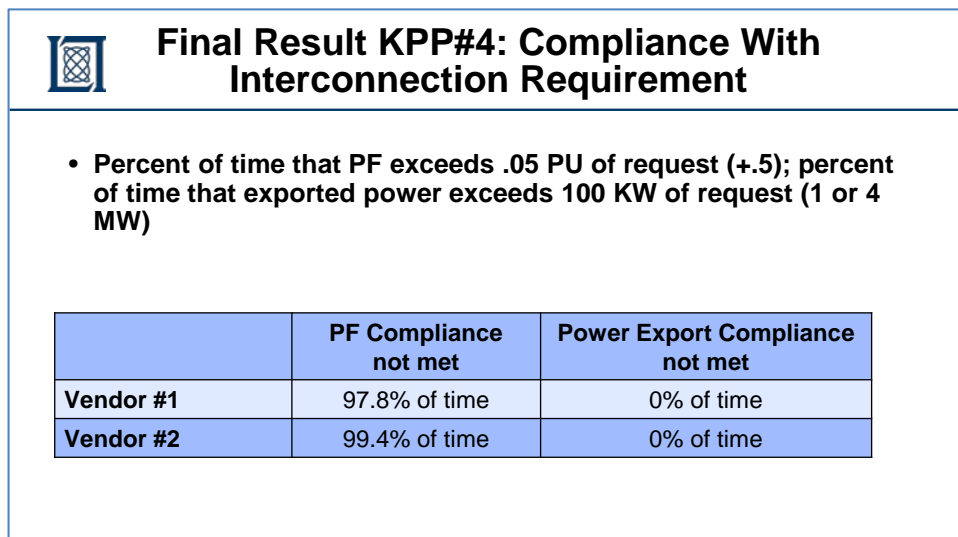 Final Result KPP#4: Compliance With
Interconnection Requirement
• Percent of time that PF exceeds .05 PU of request (+.5); percent
of time that exported power exceeds 100 KW of request (1 or 4
MW)
PF Compliance
not met
Power Export Compliance
not met
Vendor #1 97.8% of time 0% of time
Vendor #2 99.4% of time 0% of time